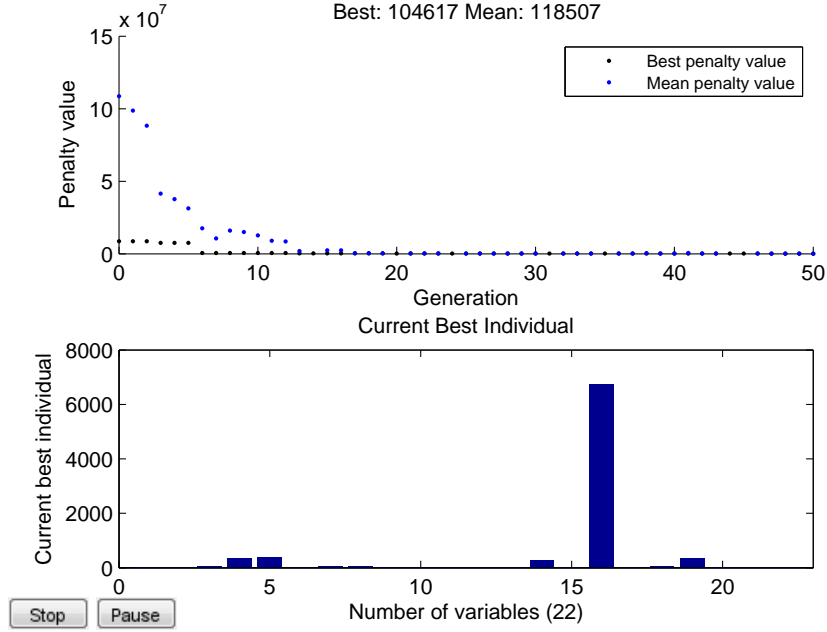 Best: 104617 Mean: 118507
x 10^7
15
10
5
0
Penalty value
Best penalty value
Mean penalty value
0 10 20 30 40 50
Generation
Current Best Individual
8000
6000
4000
2000
0
Current best individual
0 5 10 15 20
Number of variables (22)
Stop Pause